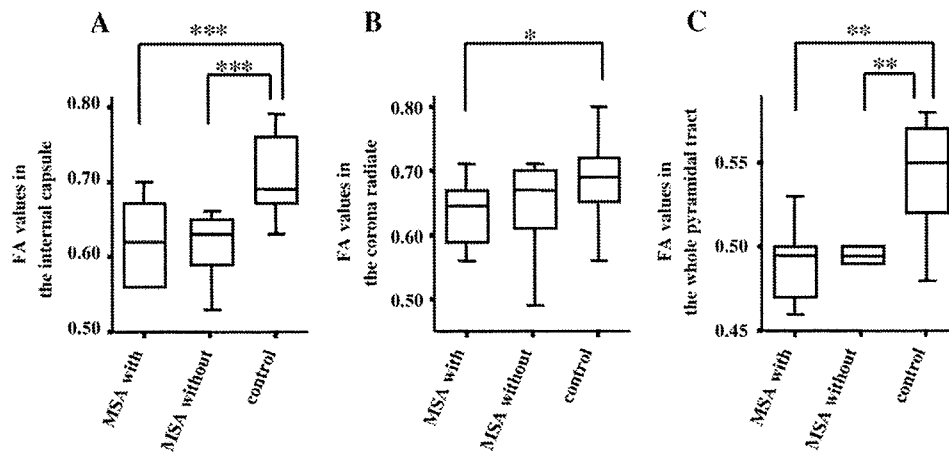 A
***
***
0.80
0.70
0.60
0.50
FA values in
the internal capsule
MSA with
MSA without
control
B
*
0.80
0.70
0.60
0.50
FA values in
the corona radiate
MSA with
MSA without
control
C
**
**
0.55
0.50
0.45
FA values in
the whole pyramidal tract
MSA with
MSA without
control